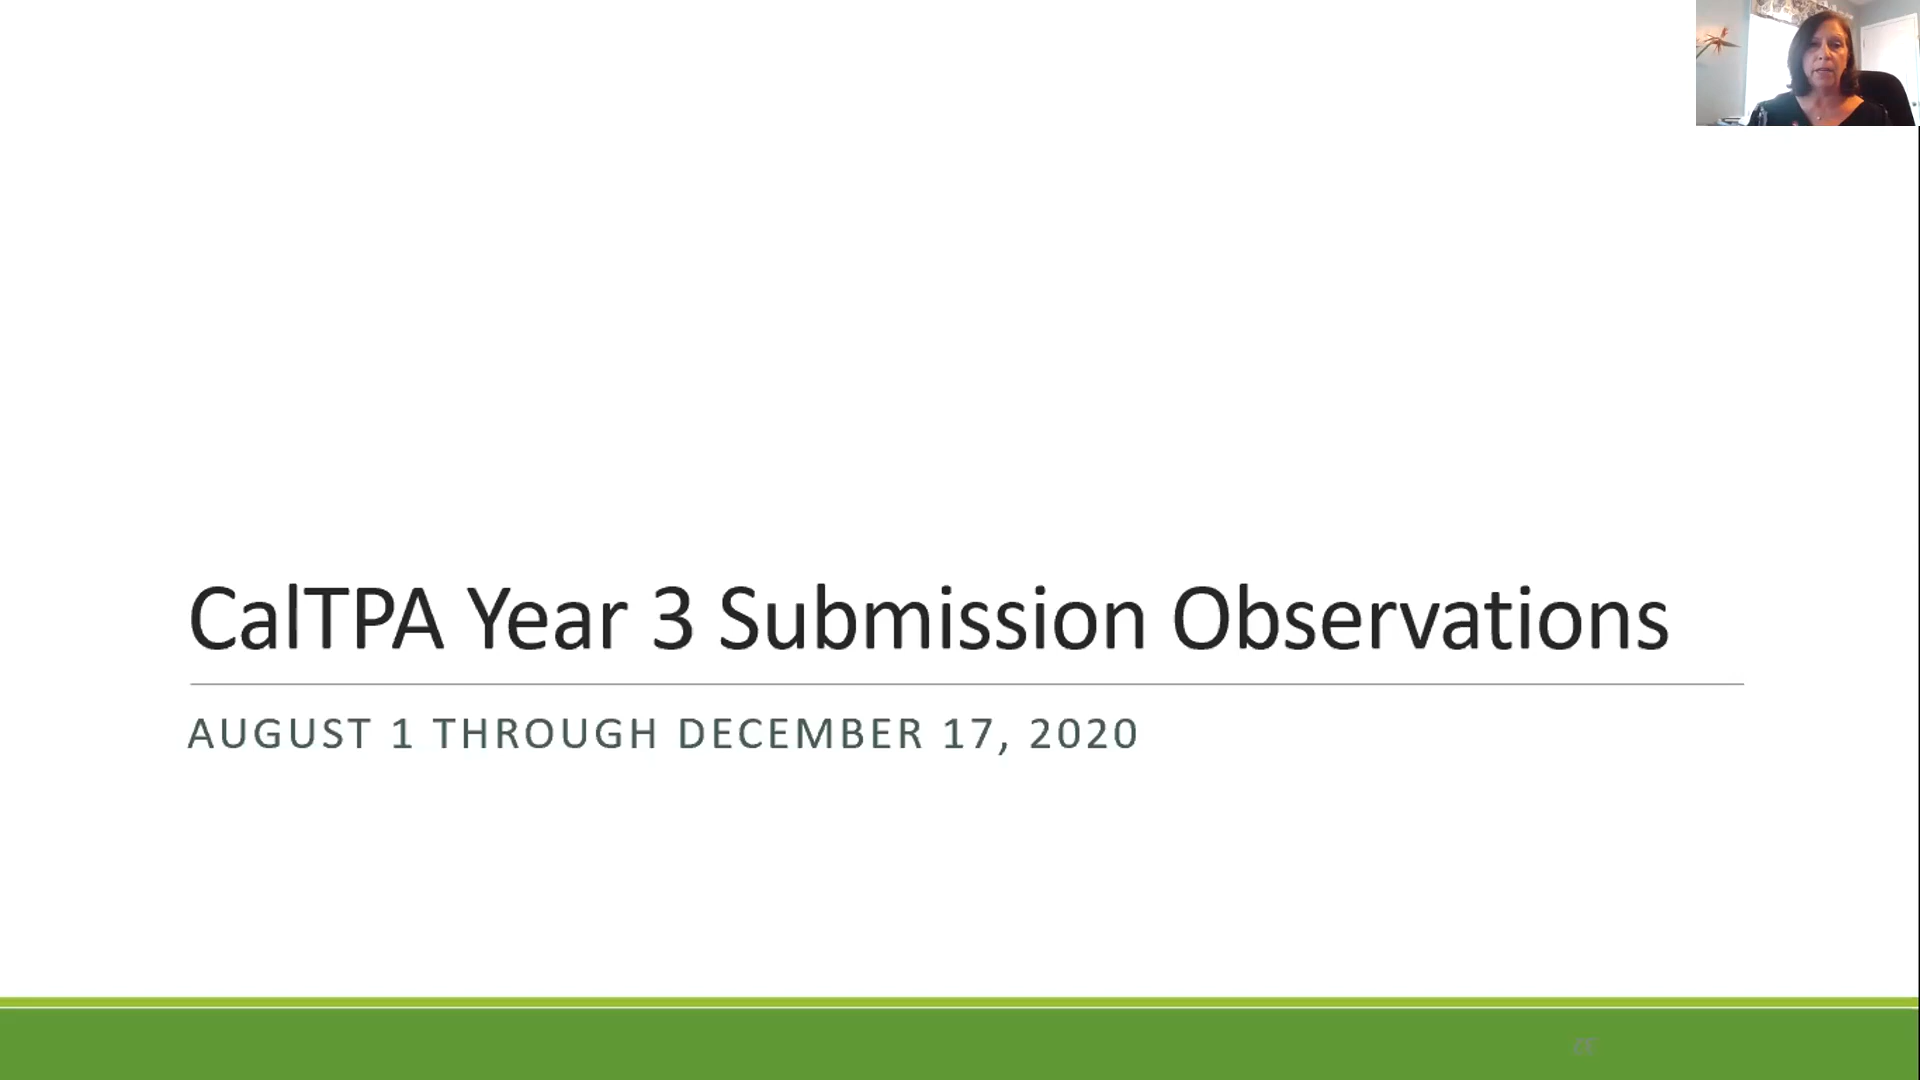 CalTPA Year 3 Submission Observations
AUGUST 1 THROUGH DECEMBER 17, 2020